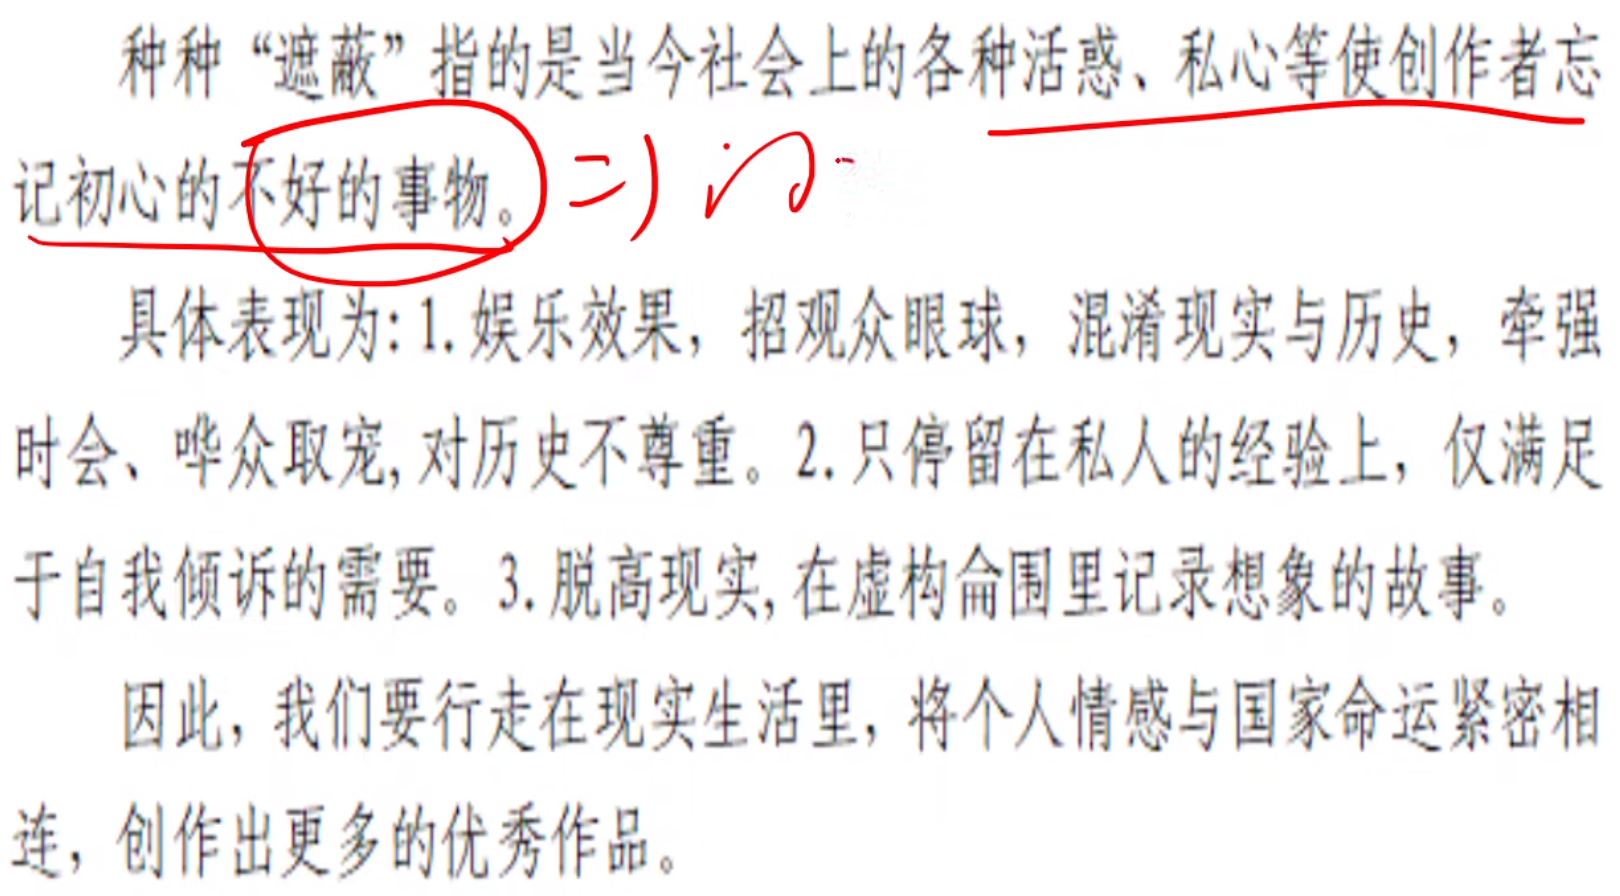 种种“遮蔽”指的是当今社会上的各种活惑、私心等使创作者忘
记初心的不好的事物。=)
具体表现为:1.娱乐效果，招观众眼球，混淆现实与历史，牵强
时会、哗众取宠,对历史不尊重。2.只停留在私人的经验上，仅满足
于自我倾诉的需要。3.脱高现实,在虚构侖围里记录想象的故事。
因此，我们要行走在现实生活里，将个人情感与国家命运紧密相
连，创作出更多的优秀作品。